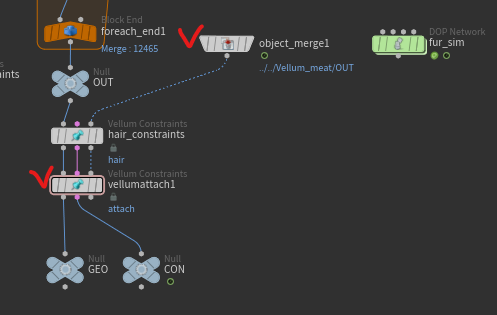 Block End
foreach_end1
Merge : 12465
object_merge1
../../Vellum_meat/OUT
DOP Network
fur_sim
aints
Null
OUT
Vellum Constraints
hair_constraints
hair
Vellum Constraints
vellumattach1
attach
Null
GEO
Null
CON